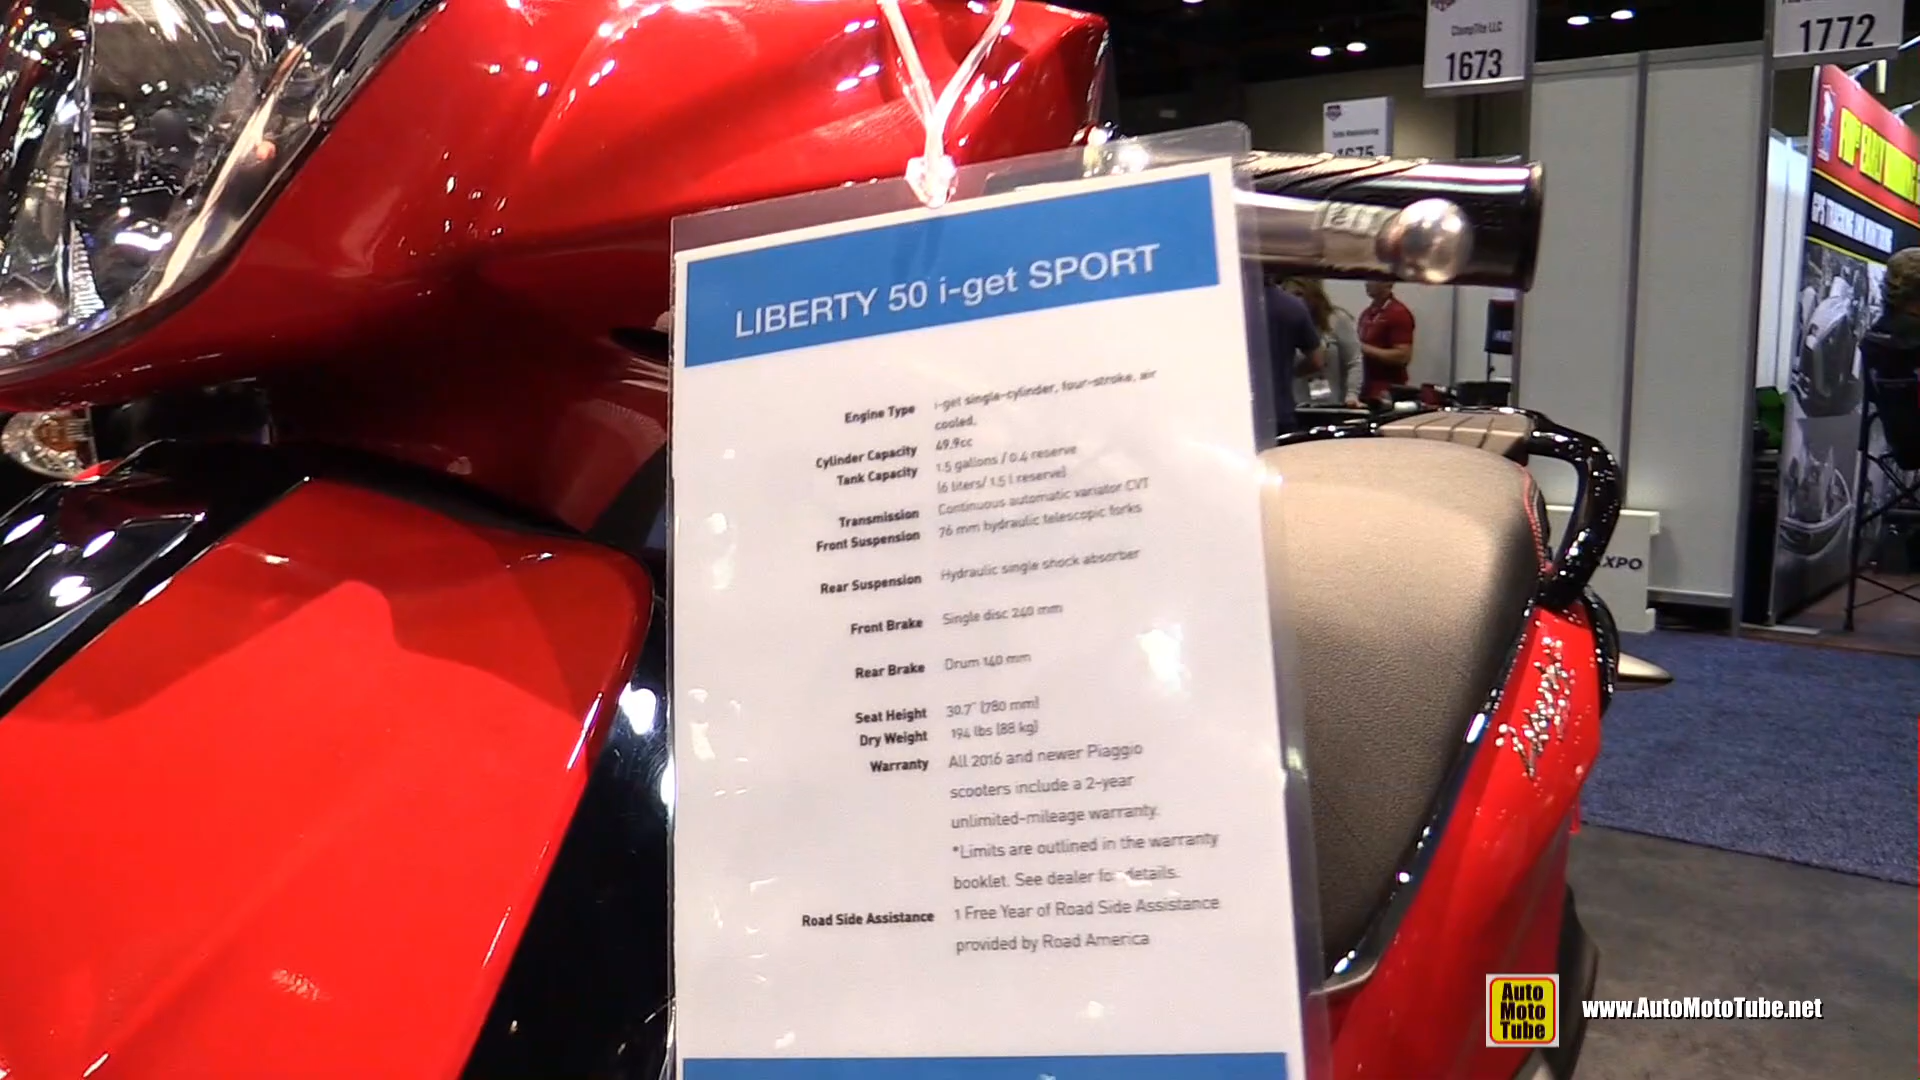 ClampTite LLC
1673
1772
1675
LIBERTY 50 i-get SPORT
Engine Type i-get single-cylinder, four-stroke, air
cooled.
Cylinder Capacity 49.9cc
Tank Capacity 1.5 gallons / 0.4 reserve
(6 liters/ 1.5 l reserve)
Transmission Continuous automatic variator CVT
Front Suspension 76 mm hydraulic telescopic forks
Rear Suspension Hydraulic single shock absorber
Front Brake Single disc 240 mm
Rear Brake Drum 140 mm
Seat Height 30.7" (780 mm)
Dry Weight 194 lbs (88 kg)
Warranty All 2016 and newer Piaggio
scooters include a 2-year
unlimited-mileage warranty.
*Limits are outlined in the warranty
booklet. See dealer for details.
Road Side Assistance 1 Free Year of Road Side Assistance
provided by Road America
XPO
Auto
Moto
Tube
www.AutoMotoTube.net